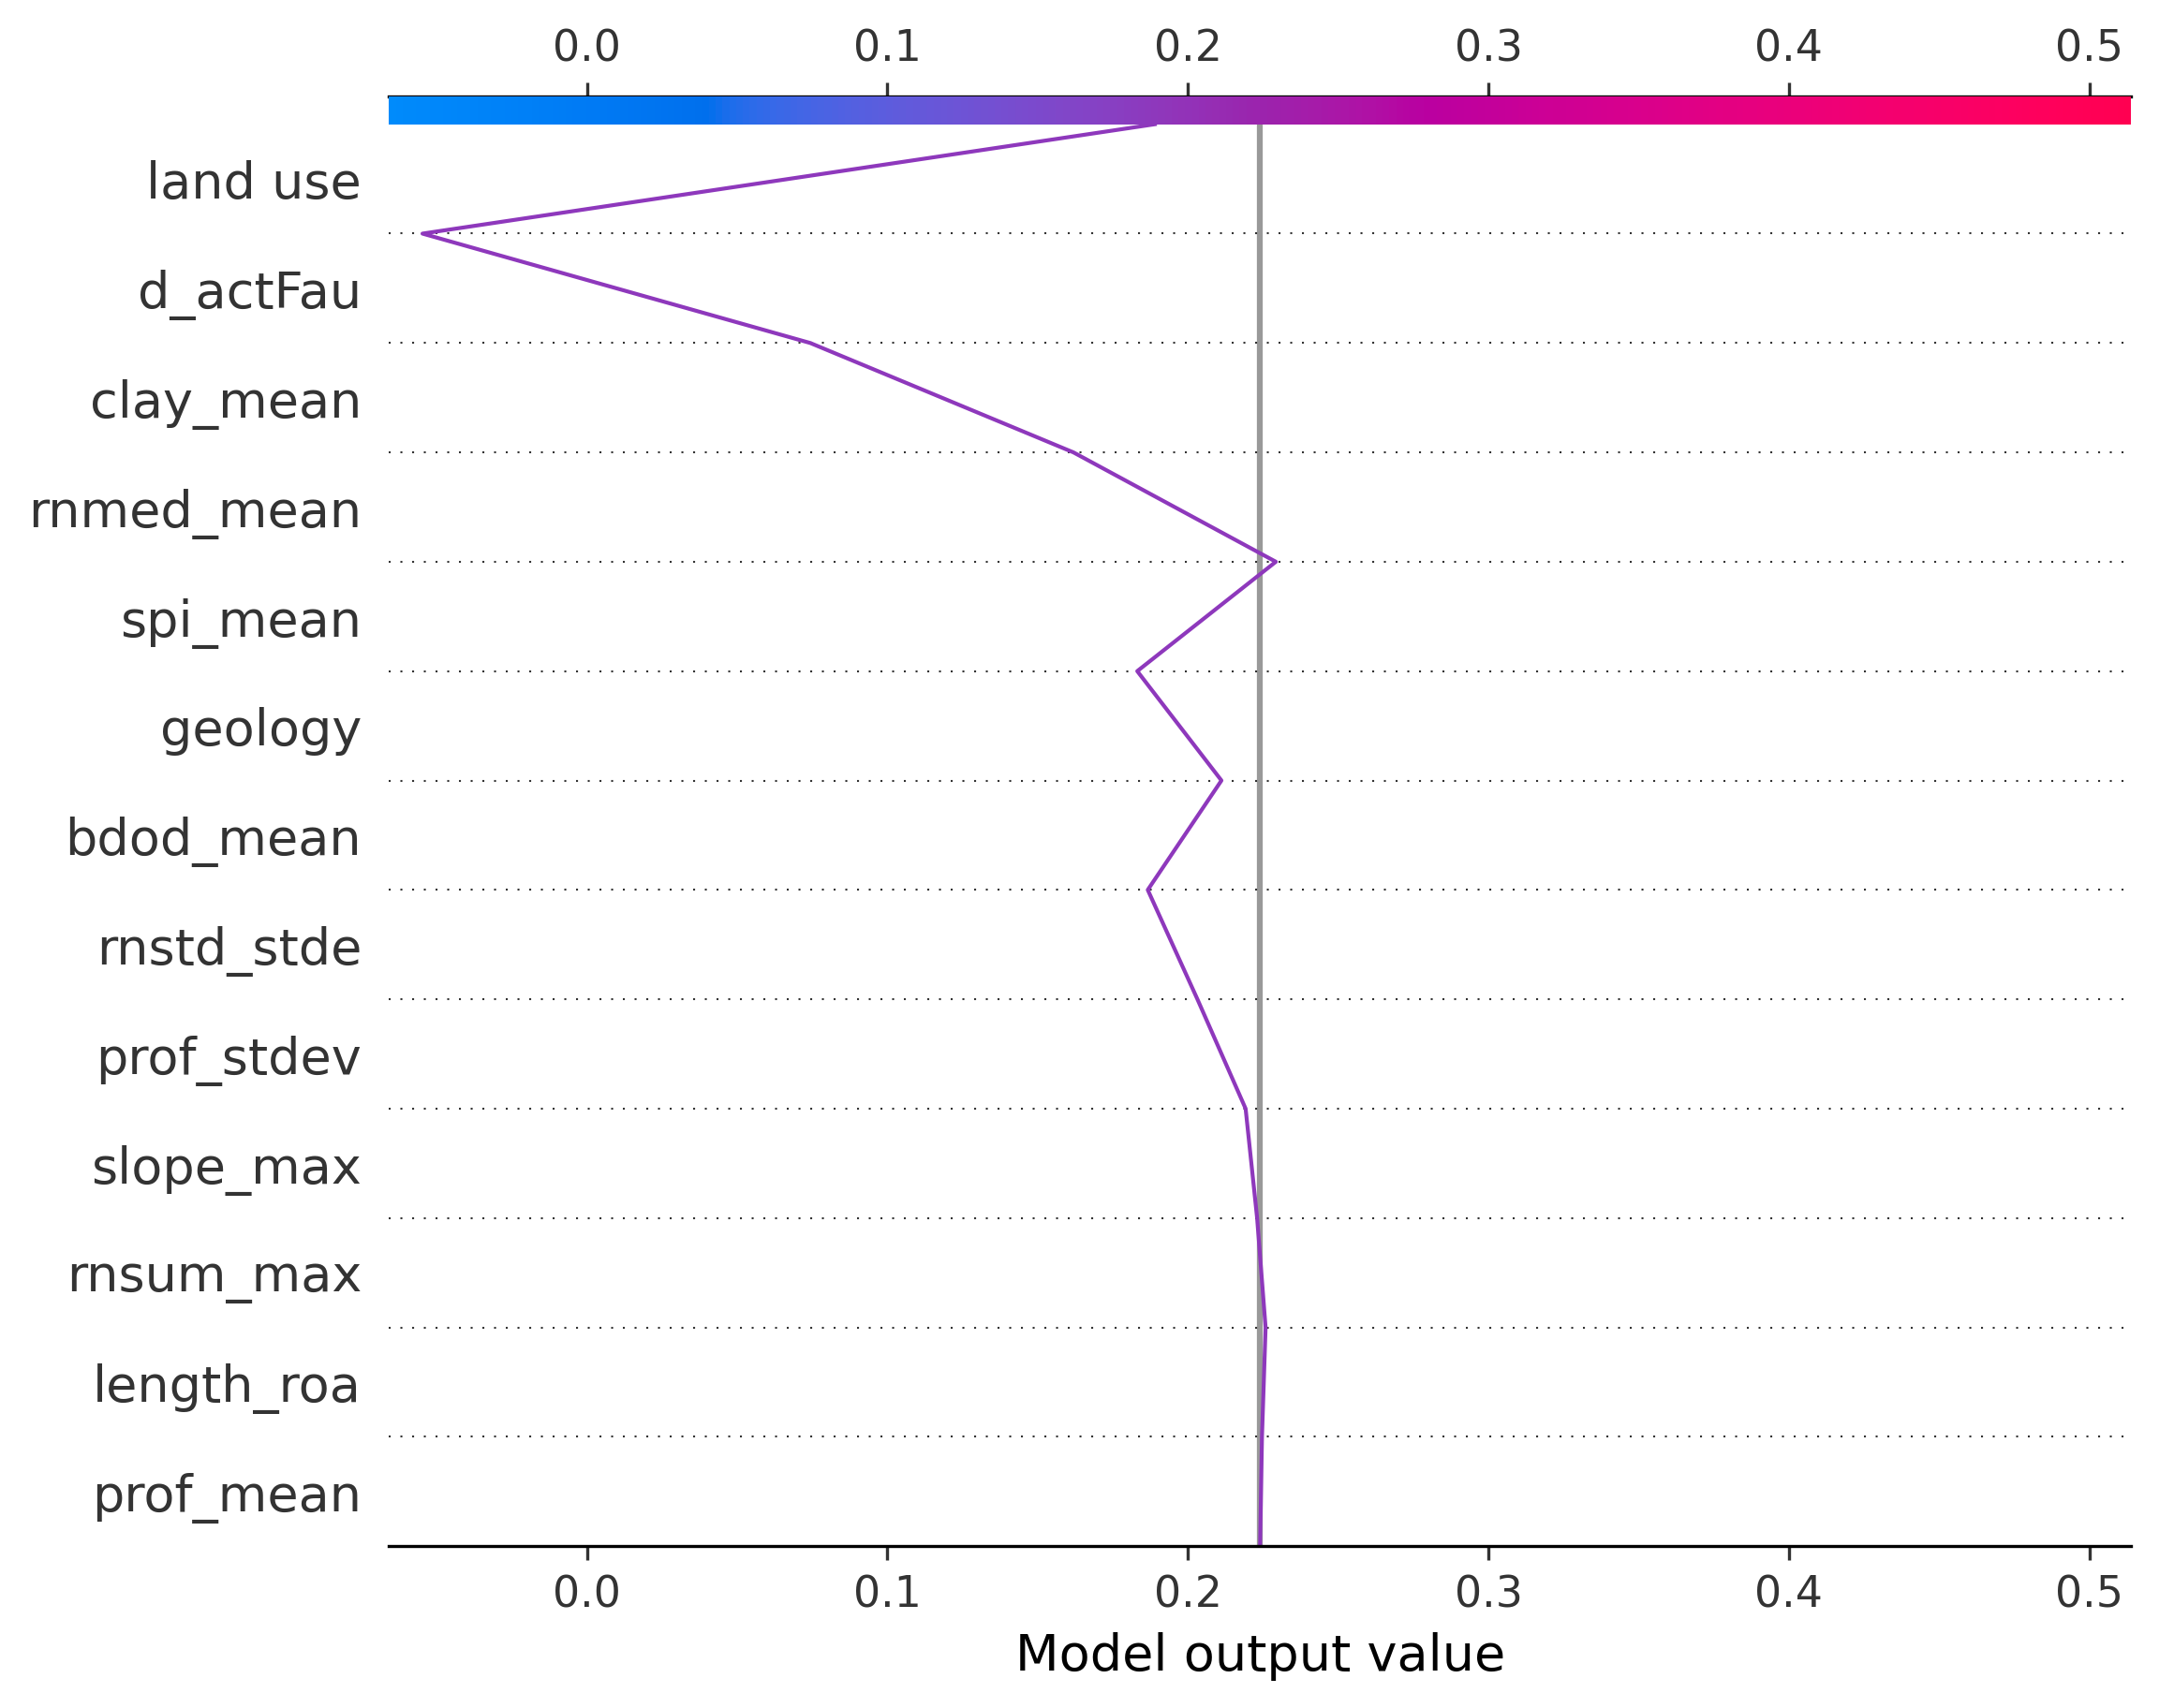 0.0 0.1 0.2 0.3 0.4 0.5
land use
d_actFau
clay_mean
rnmed_mean
spi_mean
geology
bdod_mean
rnstd_stde
prof_stdev
slope_max
rnsum_max
length_roa
prof_mean
0.0 0.1 0.2 0.3 0.4 0.5
Model output value